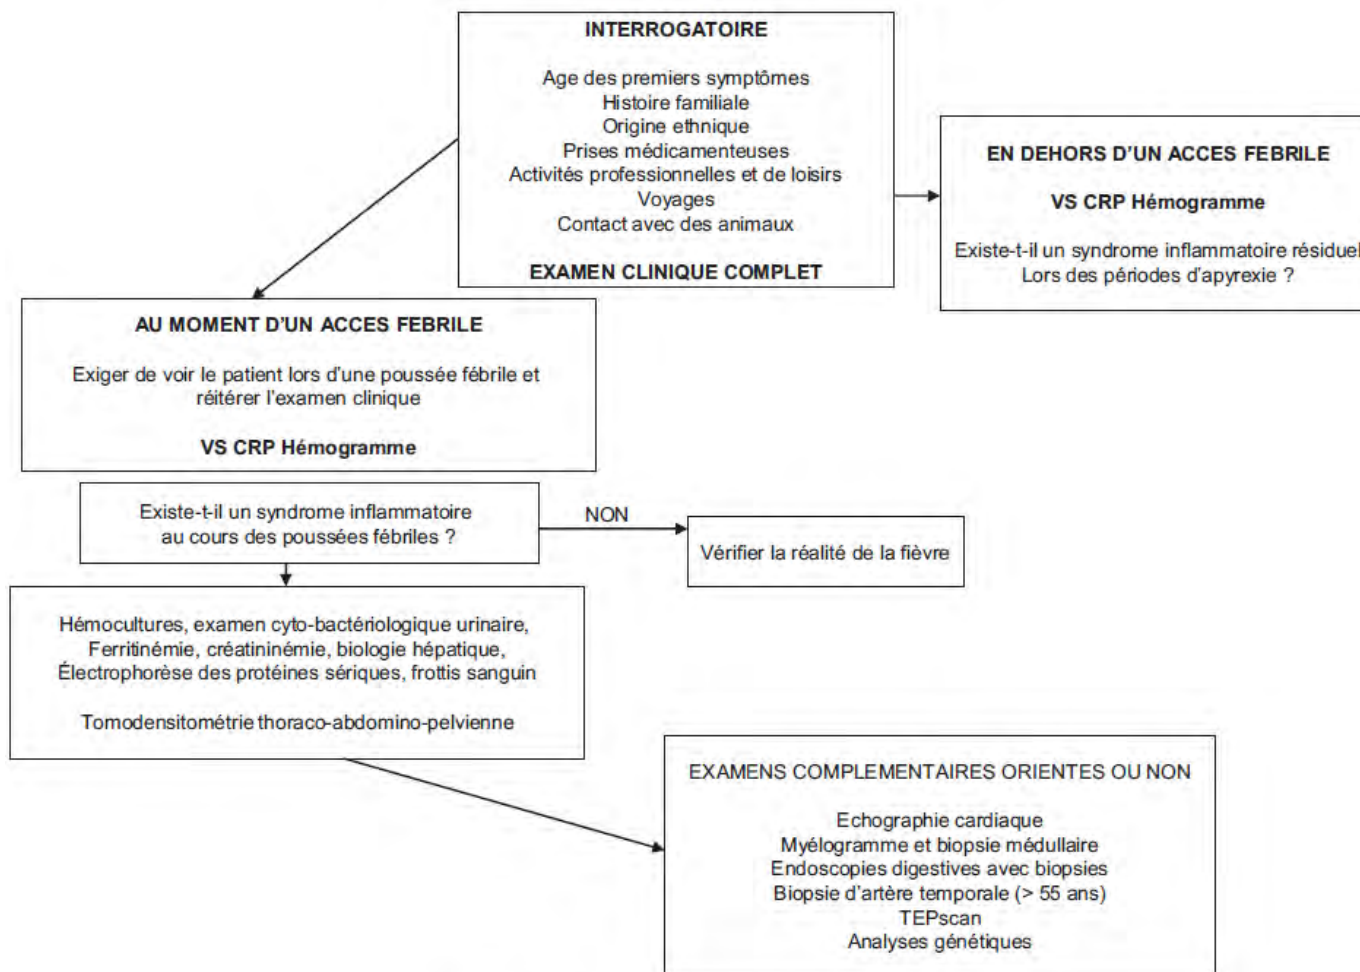 INTERROGATOIRE
Age des premiers symptômes
Histoire familiale
Origine ethnique
Prises médicamenteuses
Activités professionnelles et de loisirs
Voyages
Contact avec des animaux
EXAMEN CLINIQUE COMPLET
EN DEHORS D'UN ACCES FEBRILE
VS CRP Hémogramme
Existe-t-il un syndrome inflammatoire résiduel
Lors des périodes d'apyrexie ?
AU MOMENT D'UN ACCES FEBRILE
Exiger de voir le patient lors d'une poussée fébrile et
réitérer l'examen clinique
VS CRP Hémogramme
Existe-t-il un syndrome inflammatoire
au cours des poussées fébriles ?
NON
Vérifier la réalité de la fièvre
Hémocultures, examen cyto-bactériologique urinaire,
Ferritinémie, créatininémie, biologie hépatique,
Électrophorèse des protéines sériques, frottis sanguin
Tomodensitométrie thoraco-abdomino-pelvienne
EXAMENS COMPLEMENTAIRES ORIENTES OU NON
Echographie cardiaque
Myélogramme et biopsie médullaire
Endoscopies digestives avec biopsies
Biopsie d'artère temporale (> 55 ans)
TEPscan
Analyses génétiques